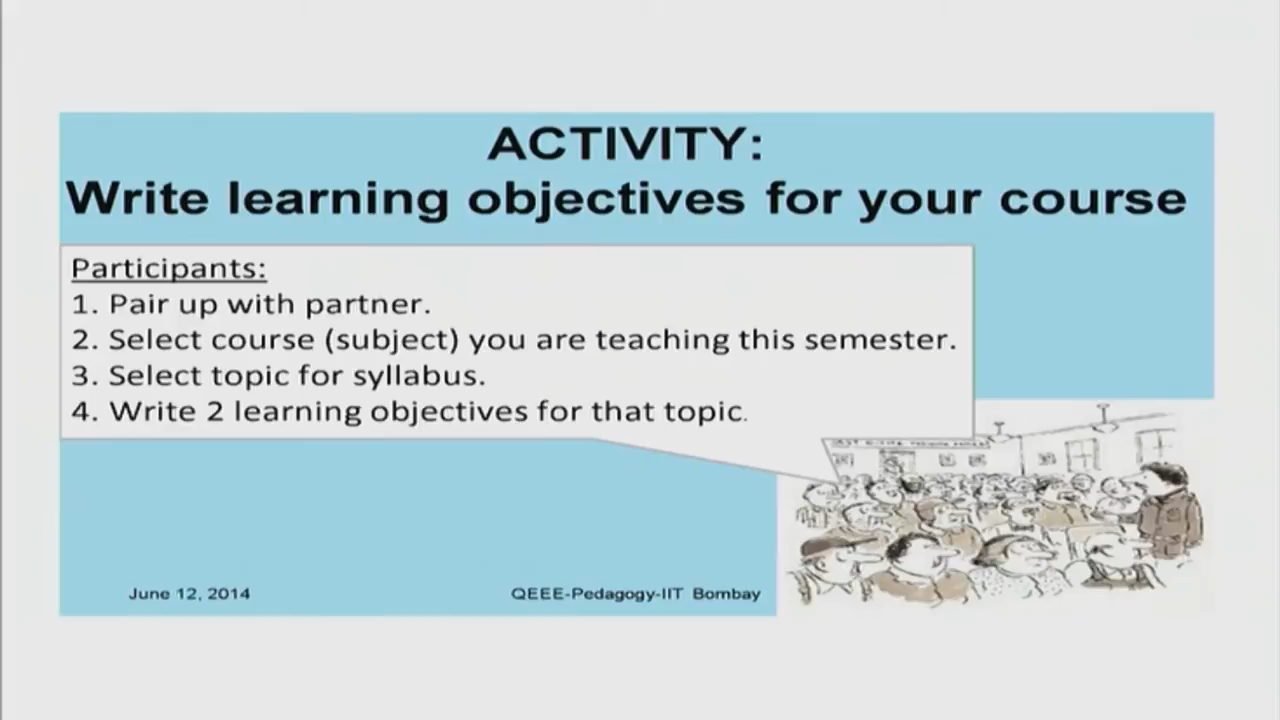 ACTIVITY:
Write learning objectives for your course
Participants:
1. Pair up with partner.
2. Select course (subject) you are teaching this semester.
3. Select topic for syllabus.
4. Write 2 learning objectives for that topic.
June 12, 2014
QEEE-Pedagogy-IIT Bombay